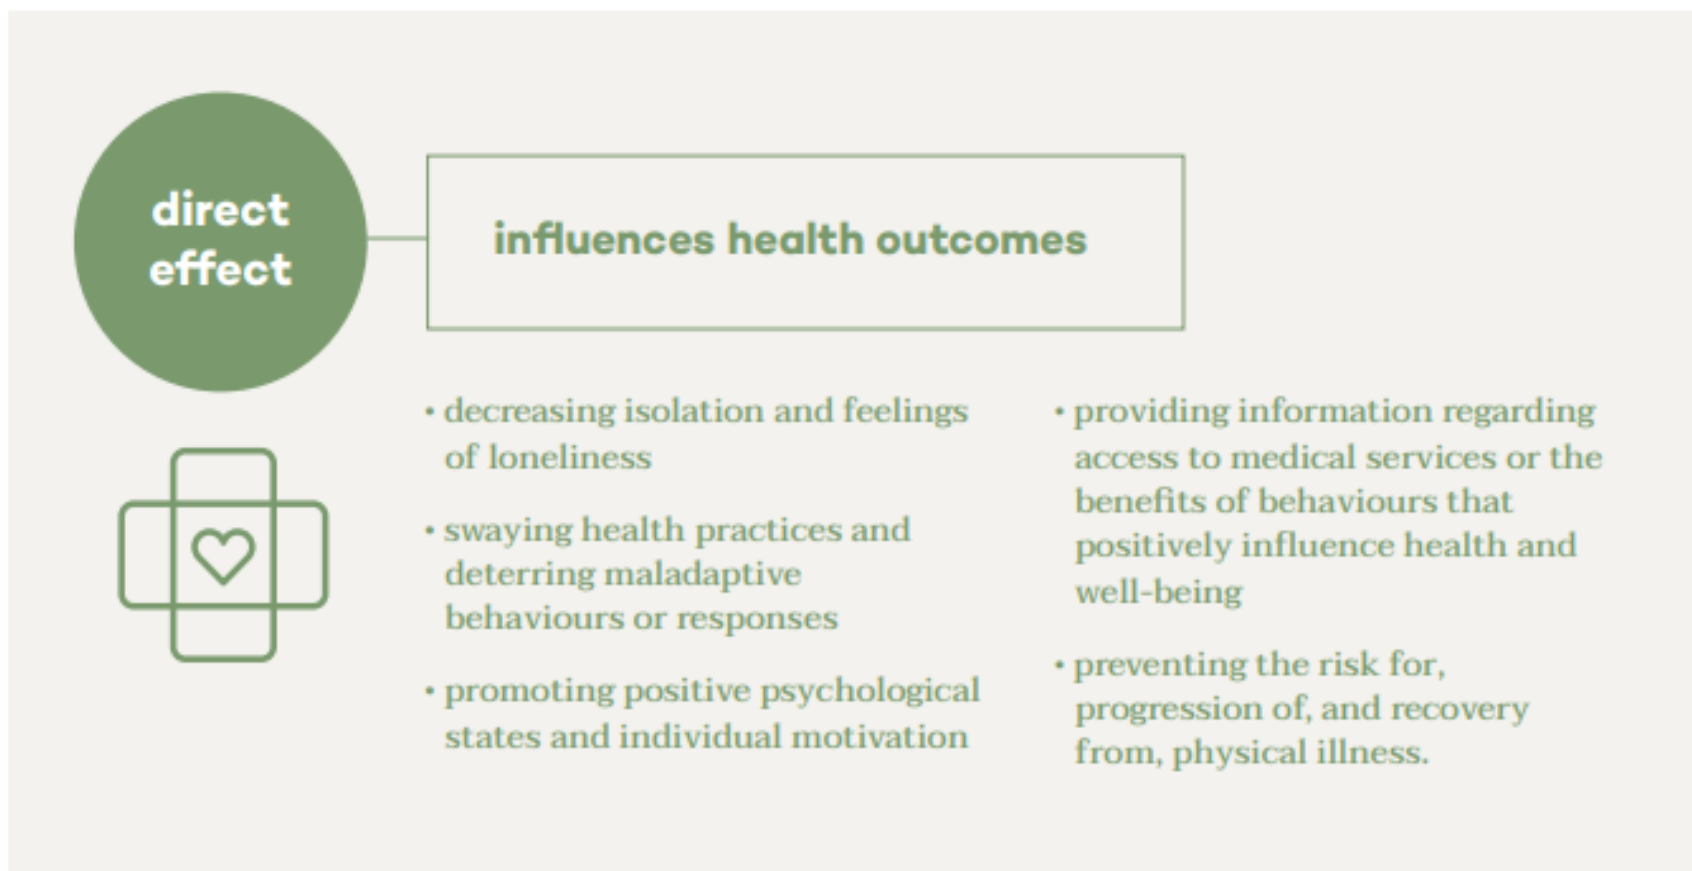 direct
effect
influences health outcomes
• decreasing isolation and feelings
of loneliness
• swaying health practices and
deterring maladaptive
behaviours or responses
• promoting positive psychological
states and individual motivation
• providing information regarding
access to medical services or the
benefits of behaviours that
positively influence health and
well-being
• preventing the risk for,
progression of, and recovery
from, physical illness.